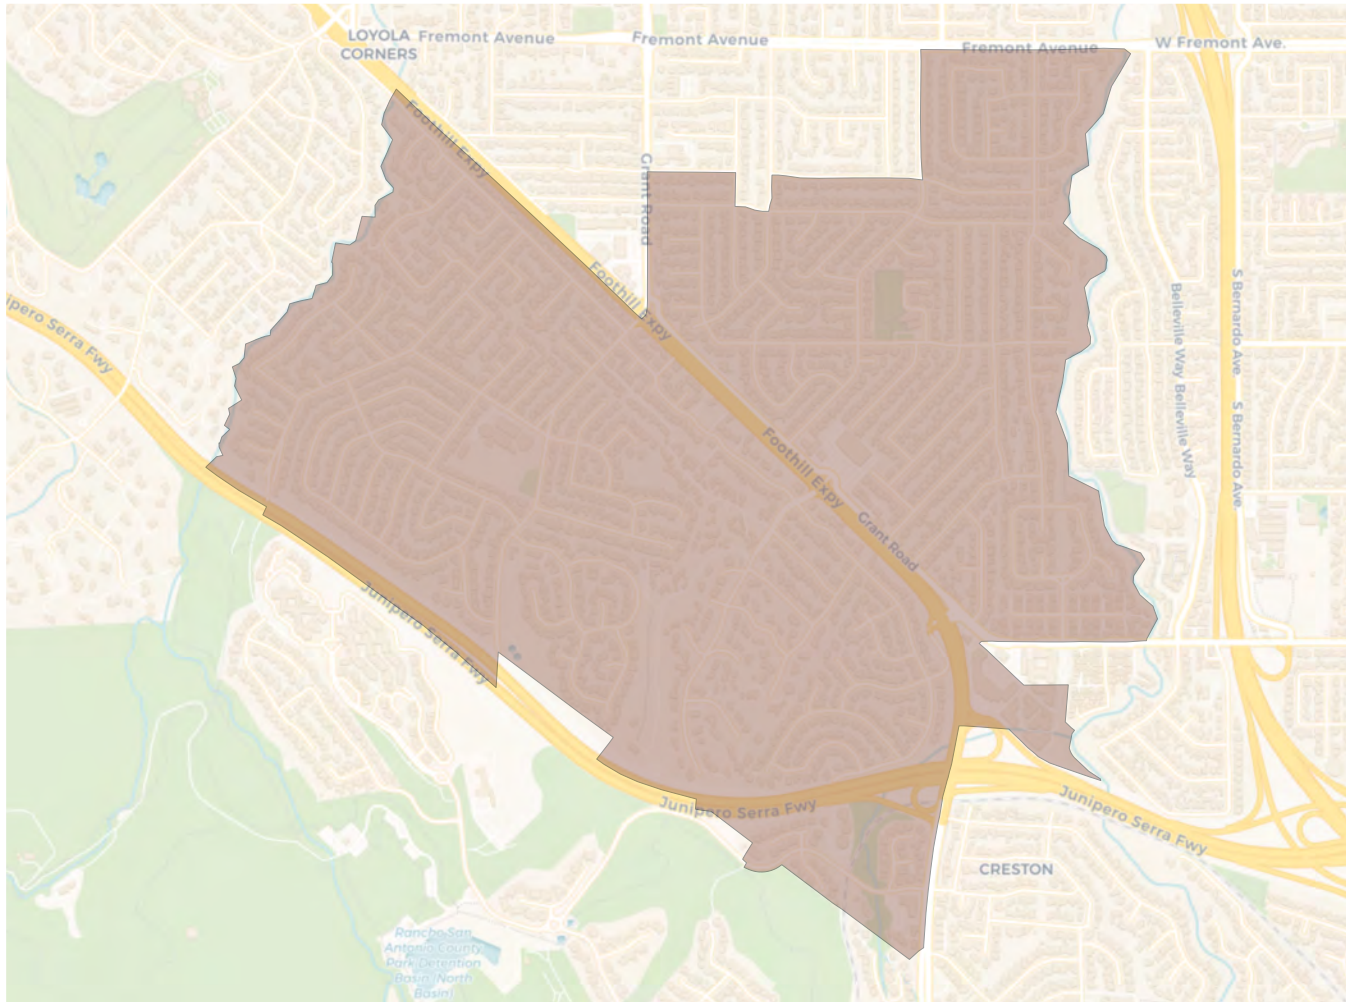 LOYOLA
CORNERS
Fremont Avenue
Fremont Avenue
Fremont Avenue
W Fremont Ave.
Foothill Expy
Grant Road
Foothill Expy
S Bernardo Ave
Belleville Way
Belleville Way
S Bernardo Ave.
ipero Serra Fwy
Foothill Expy
Grant Road
Junipero Serra Fwy
Junipero Serra Fwy
Junipero Serra Fwy
CRESTON
Rancho San
Antonio County
Park Detention
Basin (North
Basin)